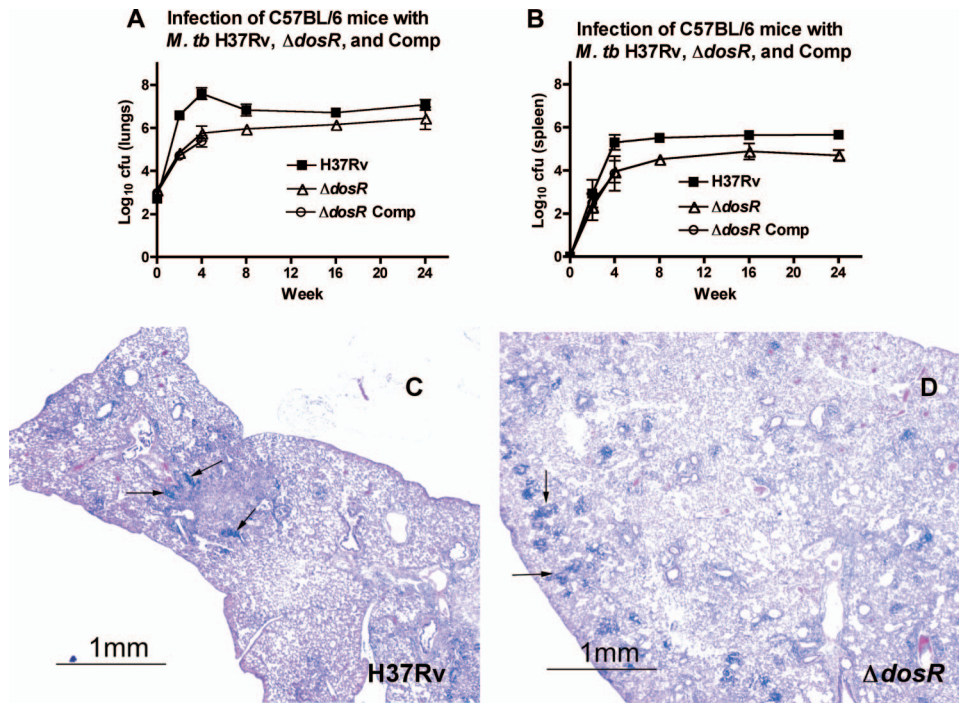 A
Infection of C57BL/6 mice with
M. tb H37Rv, ΔdosR, and Comp
Log10 cfu (lungs)
8
6
4
2
0
H37Rv
ΔdosR
ΔdosR Comp
0 4 8 12 16 20 24
Week
B
Infection of C57BL/6 mice with
M. tb H37Rv, ΔdosR, and Comp
Log10 cfu (spleen)
8
6
4
2
0
H37Rv
ΔdosR
ΔdosR Comp
0 4 8 12 16 20 24
Week
C
1mm
H37Rv
D
1mm
ΔdosR